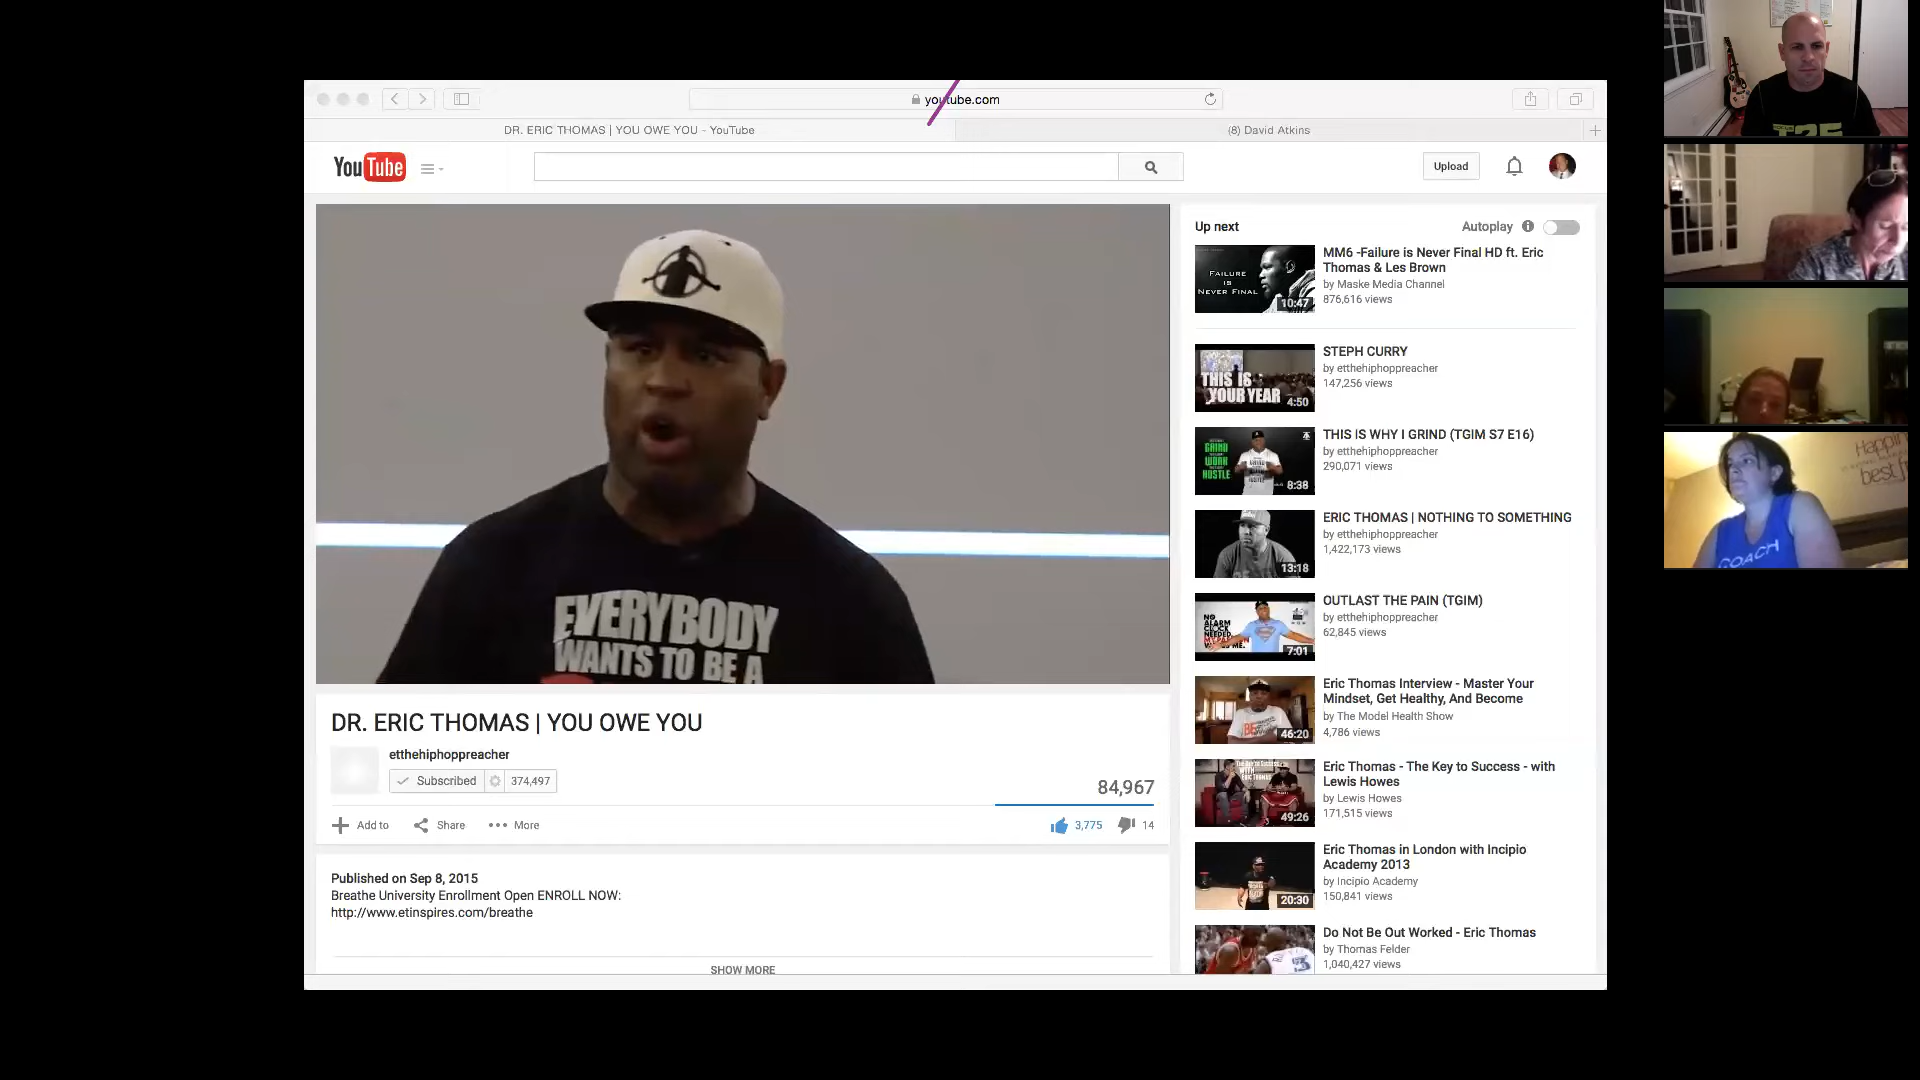 youtube.com
DR. ERIC THOMAS | YOU OWE YOU - YouTube
(8) David Atkins
YouTube
Upload
EVERYBODY
WANTS TO BE A
DR. ERIC THOMAS | YOU OWE YOU
etthehiphoppreacher
Subscribed 374,497
84,967
Add to Share More
3,775 14
Published on Sep 8, 2015
Breathe University Enrollment Open ENROLL NOW:
http://www.etinspires.com/breathe
SHOW MORE
Up next
Autoplay
FAILURE
IS
NEVER FINAL
10:47
MM6 -Failure is Never Final HD ft. Eric
Thomas & Les Brown
by Maske Media Channel
876,616 views
THIS IS
YOUR YEAR
4:50
STEPH CURRY
by etthehiphoppreacher
147,256 views
GRIND
WORK
HUSTLE
8:38
THIS IS WHY I GRIND (TGIM S7 E16)
by etthehiphoppreacher
290,071 views
13:18
ERIC THOMAS | NOTHING TO SOMETHING
by etthehiphoppreacher
1,422,173 views
NO
ALARM
CLOCK
NEEDED.
7:01
OUTLAST THE PAIN (TGIM)
by etthehiphoppreacher
62,845 views
46:20
Eric Thomas Interview - Master Your
Mindset, Get Healthy, And Become
by The Model Health Show
4,786 views
49:26
Eric Thomas - The Key to Success - with
Lewis Howes
by Lewis Howes
171,515 views
20:30
Eric Thomas in London with Incipio
Academy 2013
by Incipio Academy
150,841 views
Do Not Be Out Worked - Eric Thomas
by Thomas Felder
1,040,427 views
T25
Happin
best f
COACH